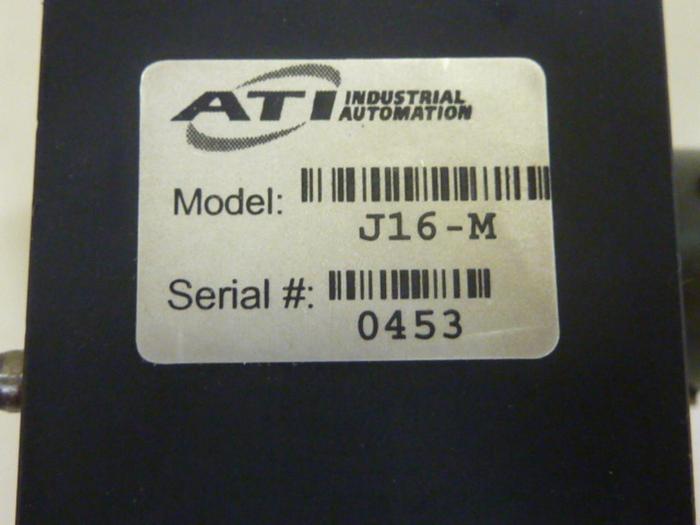 ATI INDUSTRIAL
AUTOMATION
Model:
J16-M
Serial #:
0453